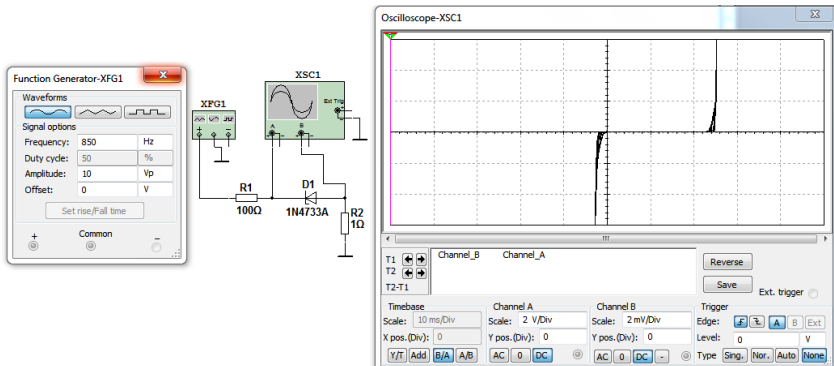 Oscilloscope-XSC1
Function Generator-XFG1
Waveforms
Signal options
Frequency: 850 Hz
Duty cycle: 50 %
Amplitude: 10 Vp
Offset: 0 V
Set rise/Fall time
+ Common −
XFG1
XSC1
Ext Trig
A B
R1
100Ω
D1
1N4733A
R2
1Ω
T1
T2
T2-T1
Channel_B Channel_A
Reverse
Save
Ext. trigger
Timebase
Scale: 10 ms/Div
X pos.(Div): 0
Y/T Add B/A A/B
Channel A
Scale: 2 V/Div
Y pos.(Div): 0
AC 0 DC
Channel B
Scale: 2 mV/Div
Y pos.(Div): 0
AC 0 DC -
Trigger
Edge: A B Ext
Level: 0 V
Type Sing. Nor. Auto None